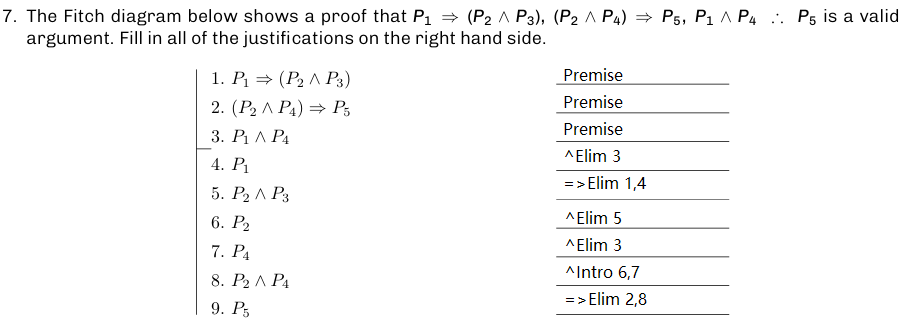 7. The Fitch diagram below shows a proof that P₁ ⇒ (P₂ ∧ P₃), (P₂ ∧ P₄) ⇒ P₅, P₁ ∧ P₄ ∴ P₅ is a valid
argument. Fill in all of the justifications on the right hand side.
1. P₁ ⇒ (P₂ ∧ P₃) Premise
2. (P₂ ∧ P₄) ⇒ P₅ Premise
3. P₁ ∧ P₄ Premise
4. P₁ ^Elim 3
5. P₂ ∧ P₃ =>Elim 1,4
6. P₂ ^Elim 5
7. P₄ ^Elim 3
8. P₂ ∧ P₄ ^Intro 6,7
9. P₅ =>Elim 2,8